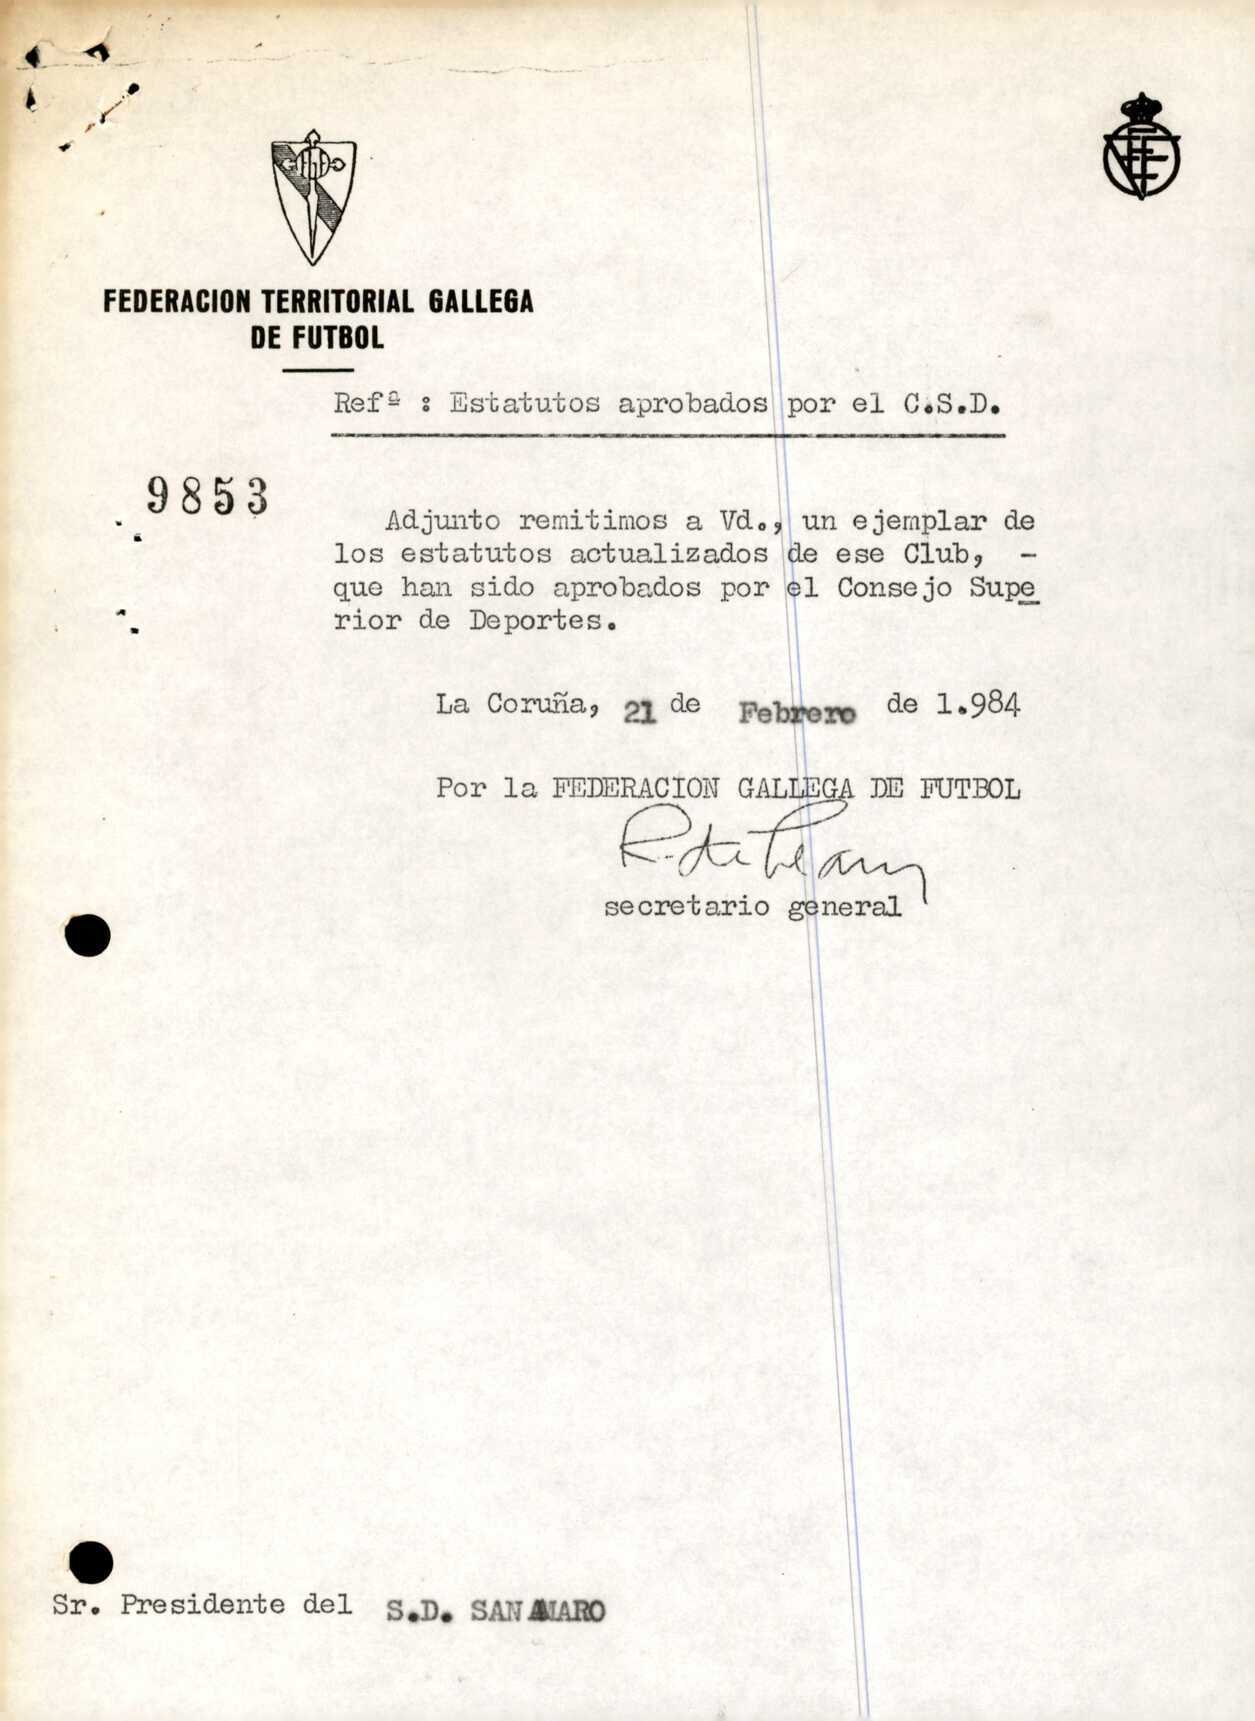 FEDERACION TERRITORIAL GALLEGA
DE FUTBOL
Refª : Estatutos aprobados por el C.S.D.
9853
Adjunto remitimos a Vd., un ejemplar de
los estatutos actualizados de ese Club, -
que han sido aprobados por el Consejo Supe
rior de Deportes.
La Coruña, 21 de Febrero de 1.984
Por la FEDERACION GALLEGA DE FUTBOL
secretario general
Sr. Presidente del S.D. SAN AMARO